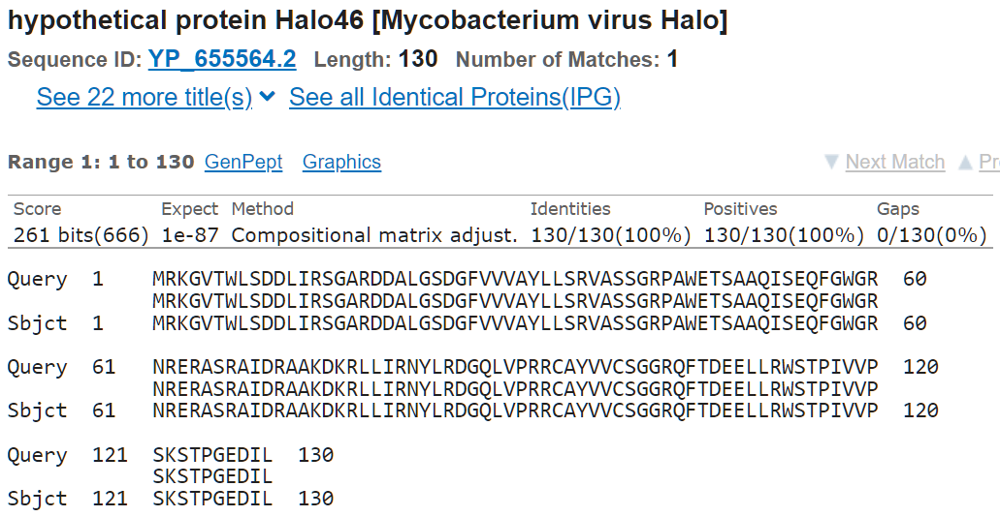 hypothetical protein Halo46 [Mycobacterium virus Halo]
Sequence ID: YP_655564.2 Length: 130 Number of Matches: 1
See 22 more title(s) See all Identical Proteins(IPG)
Range 1: 1 to 130 GenPept Graphics ▼ Next Match ▲ Pr
Score Expect Method Identities Positives Gaps
261 bits(666) 1e-87 Compositional matrix adjust. 130/130(100%) 130/130(100%) 0/130(0%)
Query 1 MRKGVTWLSDDLIRSGARDDALGSDGFVVVAYLLSRVASSGRPAWETSAAQISEQFGWGR 60
MRKGVTWLSDDLIRSGARDDALGSDGFVVVAYLLSRVASSGRPAWETSAAQISEQFGWGR
Sbjct 1 MRKGVTWLSDDLIRSGARDDALGSDGFVVVAYLLSRVASSGRPAWETSAAQISEQFGWGR 60
Query 61 NRERASRAIDRAAKDKRLLIRNYLRDGQLVPRRCAYVVCSGGRQFTDEELLRWSTPIVVP 120
NRERASRAIDRAAKDKRLLIRNYLRDGQLVPRRCAYVVCSGGRQFTDEELLRWSTPIVVP
Sbjct 61 NRERASRAIDRAAKDKRLLIRNYLRDGQLVPRRCAYVVCSGGRQFTDEELLRWSTPIVVP 120
Query 121 SKSTPGEDIL 130
SKSTPGEDIL
Sbjct 121 SKSTPGEDIL 130